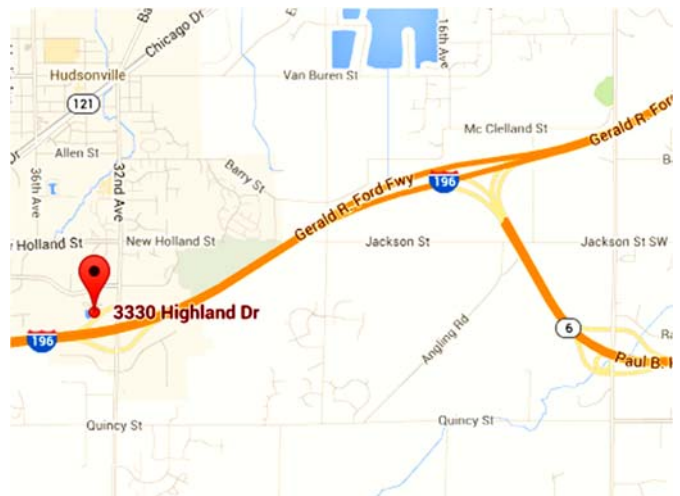 16th Ave
Chicago Dr
Hudsonville
Van Buren St
121
Mc Clelland St
Gerald R. For
Dr
Allen St
36th Ave
32nd Ave
Barry St
Gerald R. Ford Fwy
196
Holland St
New Holland St
Jackson St
Jackson St SW
3330 Highland Dr
196
Angling Rd
6
Paul B.
Quincy St
Quincy St